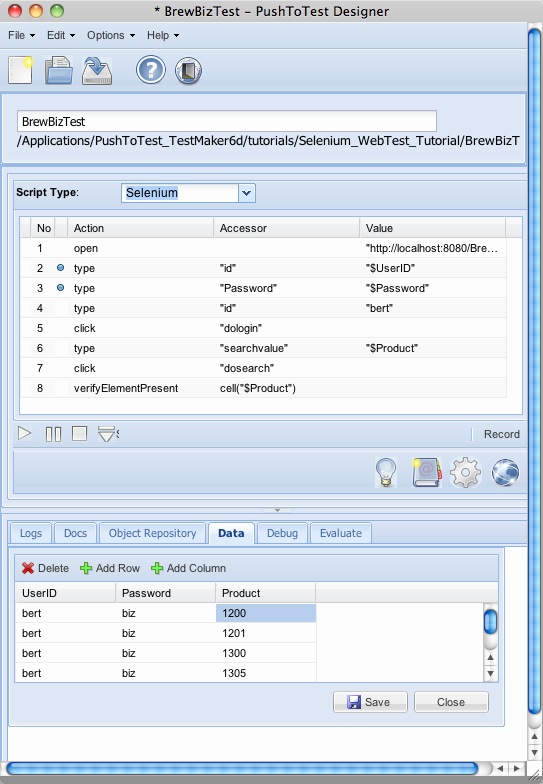 * BrewBizTest – PushToTest Designer
File Edit Options Help
BrewBizTest
/Applications/PushToTest_TestMaker6d/tutorials/Selenium_WebTest_Tutorial/BrewBizT
Script Type: Selenium
No Action Accessor Value
1 open "http://localhost:8080/Bre...
2 type "id" "$UserID"
3 type "Password" "$Password"
4 type "id" "bert"
5 click "dologin"
6 type "searchvalue" "$Product"
7 click "dosearch"
8 verifyElementPresent cell("$Product")
Record
Logs Docs Object Repository Data Debug Evaluate
Delete Add Row Add Column
UserID Password Product
bert biz 1200
bert biz 1201
bert biz 1300
bert biz 1305
Save Close